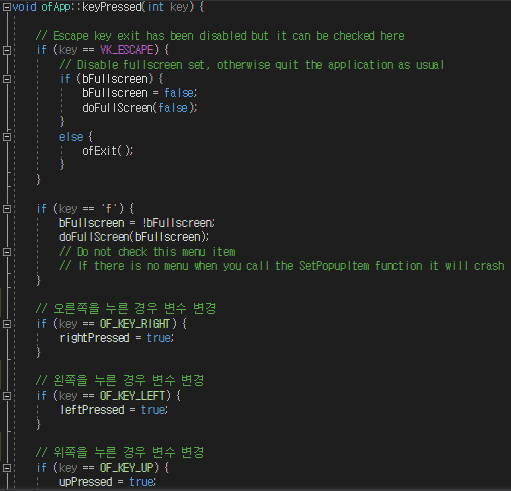 void ofApp::keyPressed(int key) {
// Escape key exit has been disabled but it can be checked here
if (key == VK_ESCAPE) {
// Disable fullscreen set, otherwise quit the application as usual
if (bFullscreen) {
bFullscreen = false;
doFullScreen(false);
}
else {
ofExit();
}
}
if (key == 'f') {
bFullscreen = !bFullscreen;
doFullScreen(bFullscreen);
// Do not check this menu item
// If there is no menu when you call the SetPopupItem function it will crash
}
// 오른쪽을 누른 경우 변수 변경
if (key == OF_KEY_RIGHT) {
rightPressed = true;
}
// 왼쪽을 누른 경우 변수 변경
if (key == OF_KEY_LEFT) {
leftPressed = true;
}
// 위쪽을 누른 경우 변수 변경
if (key == OF_KEY_UP) {
upPressed = true;